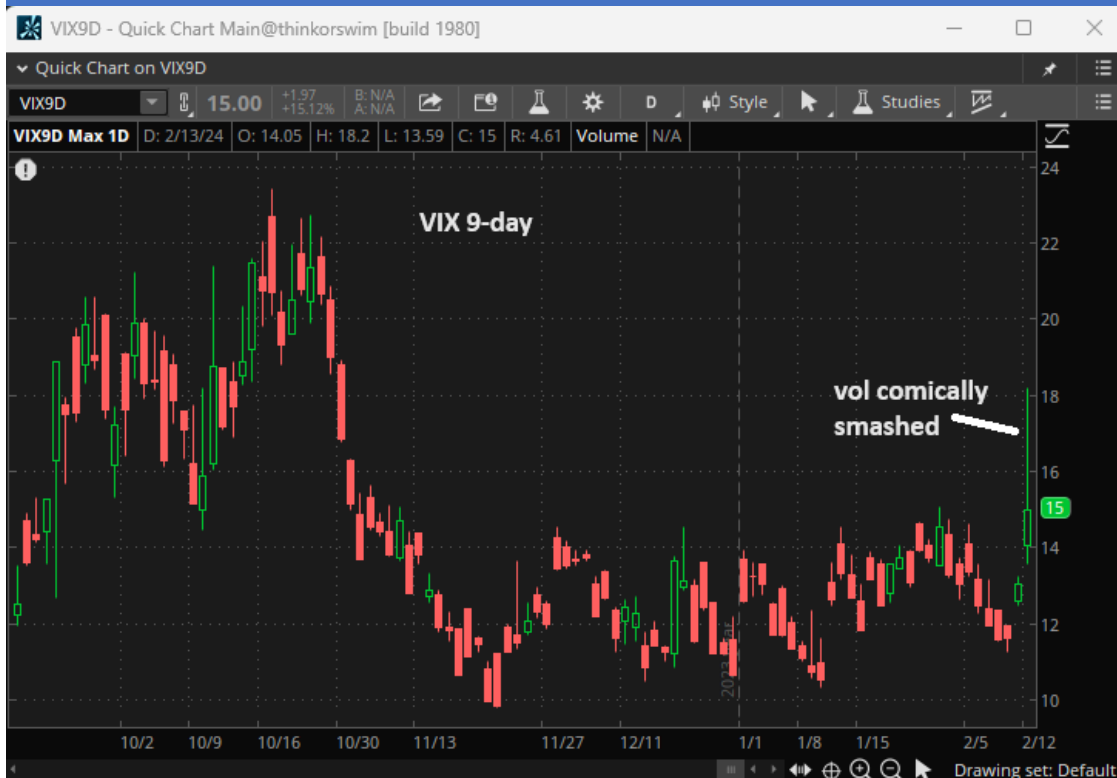 VIX9D - Quick Chart Main@thinkorswim [build 1980]
Quick Chart on VIX9D
VIX9D 15.00 +1.97 B: N/A D Style Studies
+15.12% A: N/A
VIX9D Max 1D D: 2/13/24 O: 14.05 H: 18.2 L: 13.59 C: 15 R: 4.61 Volume N/A
24
VIX 9-day
22
20
vol comically
18
smashed
16
15
14
12
10
10/2 10/9 10/16 10/30 11/13 11/27 12/11 1/1 1/8 1/15 2/5 2/12
Drawing set: Default